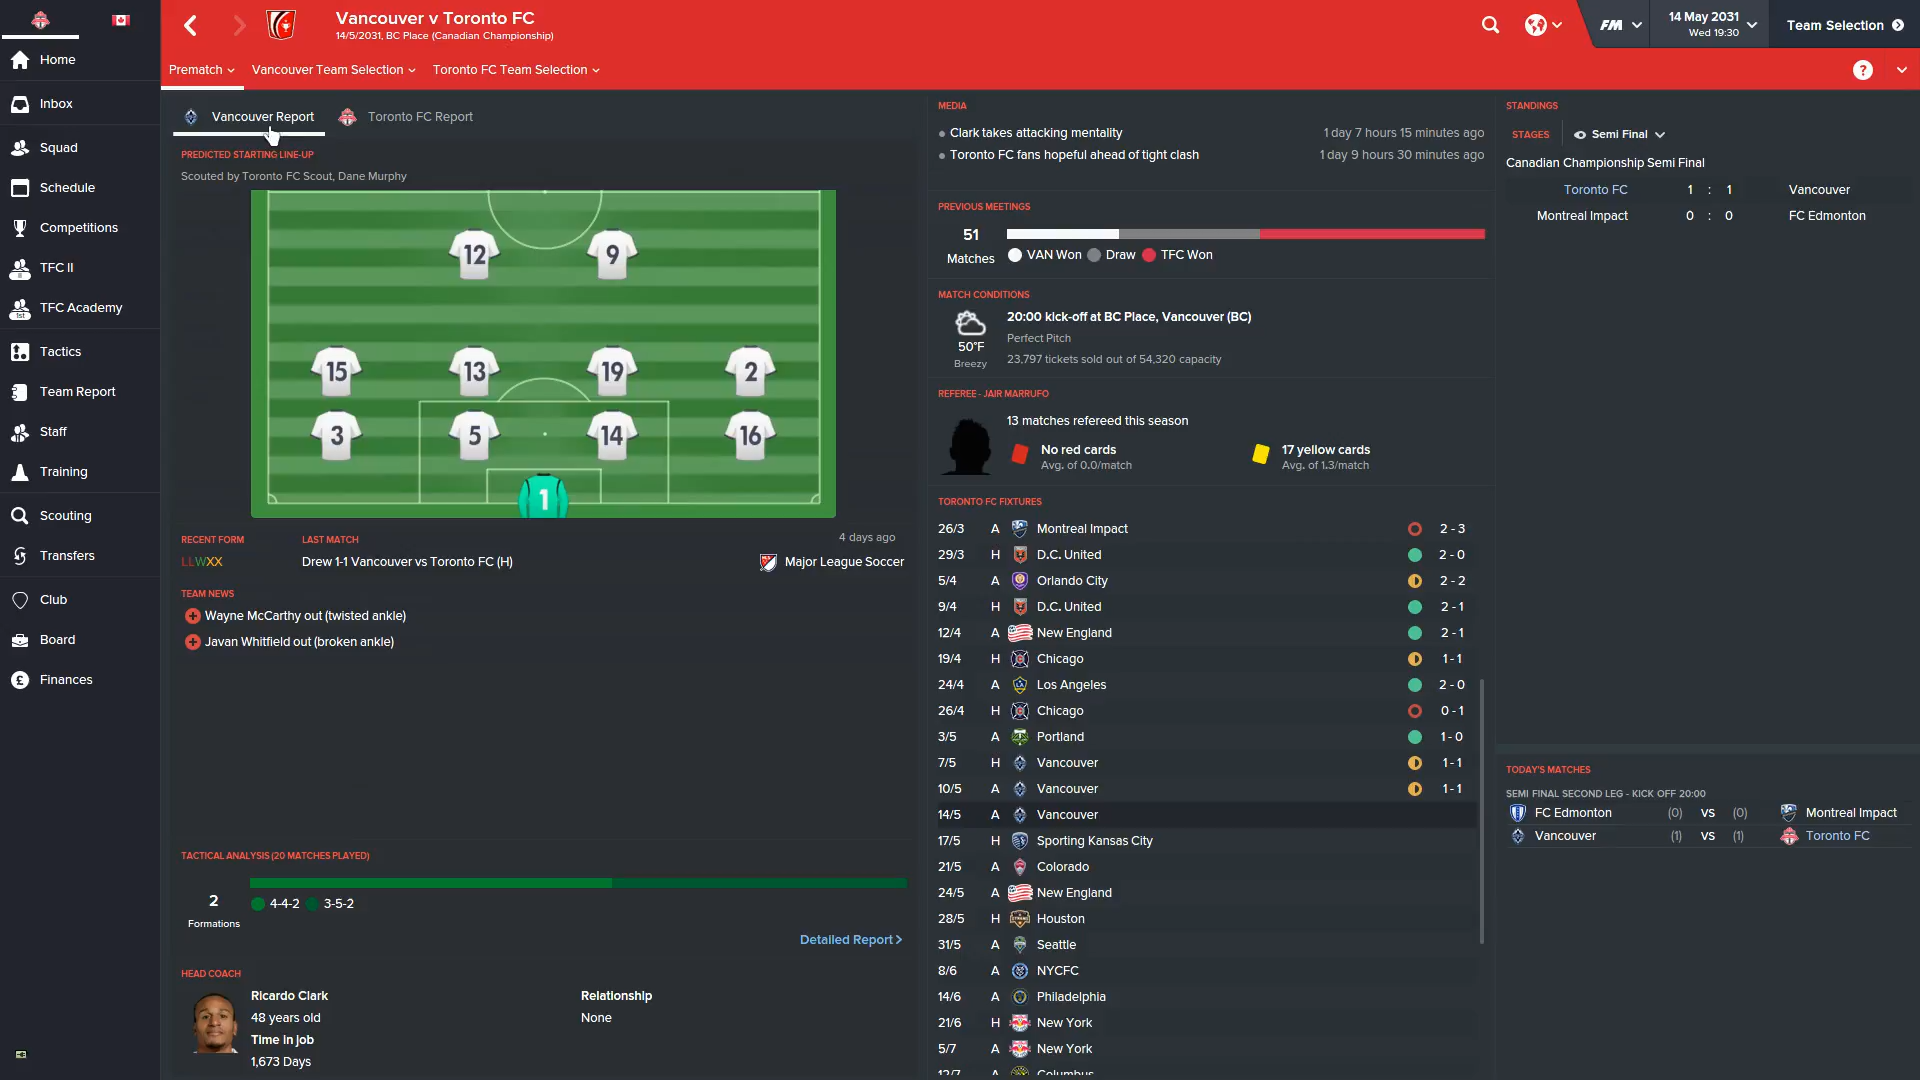 Vancouver v Toronto FC
14/5/2031, BC Place (Canadian Championship)
FM
14 May 2031
Wed 19:30
Team Selection
Prematch
Vancouver Team Selection
Toronto FC Team Selection
?
Home
Inbox
Squad
Schedule
Competitions
TFC II
TFC Academy
Tactics
Team Report
Staff
Training
Scouting
Transfers
Club
Board
Finances
Vancouver Report
Toronto FC Report
PREDICTED STARTING LINE-UP
Scouted by Toronto FC Scout, Dane Murphy
12 9
15 13 19 2
3 5 14 16
1
RECENT FORM
LLWXX
LAST MATCH
4 days ago
Drew 1-1 Vancouver vs Toronto FC (H)
Major League Soccer
TEAM NEWS
Wayne McCarthy out (twisted ankle)
Javan Whitfield out (broken ankle)
TACTICAL ANALYSIS (20 MATCHES PLAYED)
2
Formations
4-4-2 3-5-2
Detailed Report >
HEAD COACH
Ricardo Clark
48 years old
Time in job
1,673 Days
Relationship
None
MEDIA
Clark takes attacking mentality 1 day 7 hours 15 minutes ago
Toronto FC fans hopeful ahead of tight clash 1 day 9 hours 30 minutes ago
PREVIOUS MEETINGS
51
Matches
VAN Won Draw TFC Won
MATCH CONDITIONS
50°F
Breezy
20:00 kick-off at BC Place, Vancouver (BC)
Perfect Pitch
23,797 tickets sold out of 54,320 capacity
REFEREE - JAIR MARRUFO
13 matches refereed this season
No red cards
Avg. of 0.0/match
17 yellow cards
Avg. of 1.3/match
TORONTO FC FIXTURES
26/3 A Montreal Impact 2 - 3
29/3 H D.C. United 2 - 0
5/4 A Orlando City 2 - 2
9/4 H D.C. United 2 - 1
12/4 A New England 2 - 1
19/4 H Chicago 1 - 1
24/4 A Los Angeles 2 - 0
26/4 H Chicago 0 - 1
3/5 A Portland 1 - 0
7/5 H Vancouver 1 - 1
10/5 A Vancouver 1 - 1
14/5 A Vancouver
17/5 H Sporting Kansas City
21/5 A Colorado
24/5 A New England
28/5 H Houston
31/5 A Seattle
8/6 A NYCFC
14/6 A Philadelphia
21/6 H New York
5/7 A New York
12/7 A Columbus
STANDINGS
STAGES Semi Final
Canadian Championship Semi Final
Toronto FC 1 : 1 Vancouver
Montreal Impact 0 : 0 FC Edmonton
TODAY'S MATCHES
SEMI FINAL SECOND LEG - KICK OFF 20:00
FC Edmonton (0) vs (0) Montreal Impact
Vancouver (1) vs (1) Toronto FC